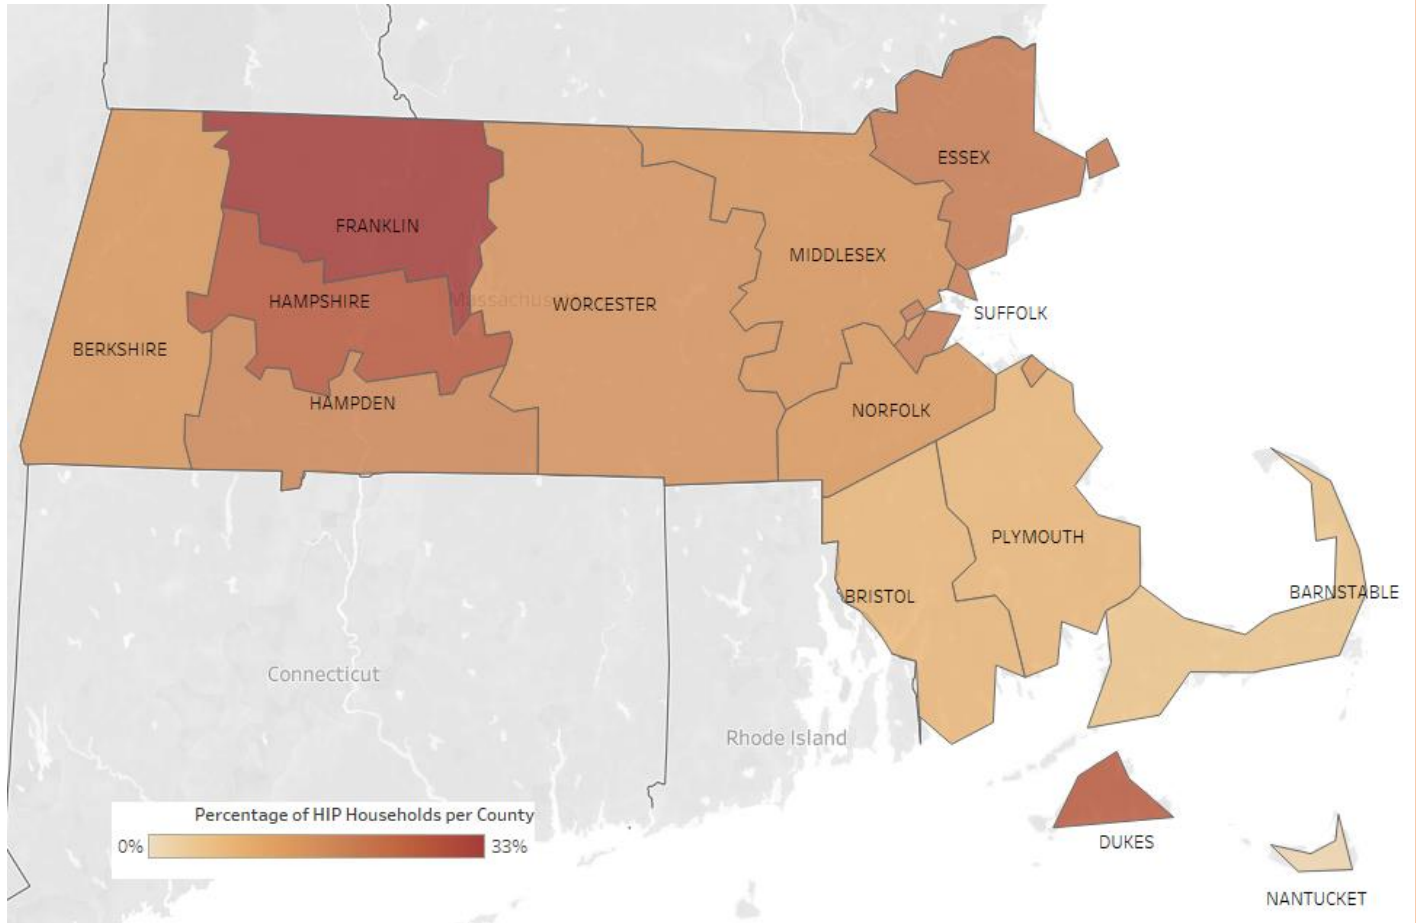 ESSEX
FRANKLIN
MIDDLESEX
HAMPSHIRE
Massachus
WORCESTER
SUFFOLK
BERKSHIRE
HAMPDEN
NORFOLK
PLYMOUTH
BRISTOL
BARNSTABLE
Connecticut
Rhode Island
Percentage of HIP Households per County
0%
33%
DUKES
NANTUCKET